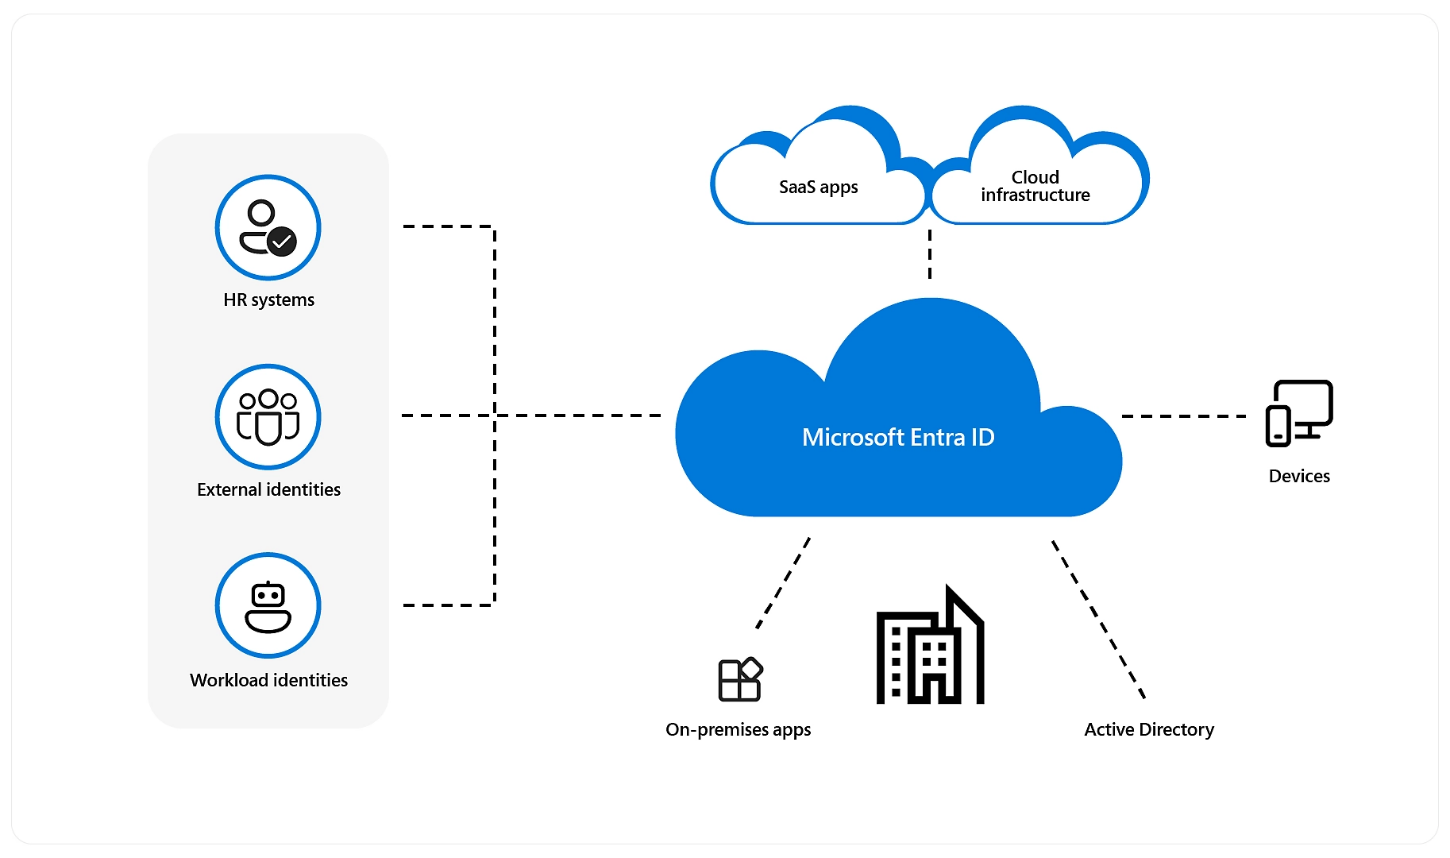 HR systems
External identities
Workload identities
SaaS apps
Cloud
infrastructure
Microsoft Entra ID
Devices
On-premises apps
Active Directory